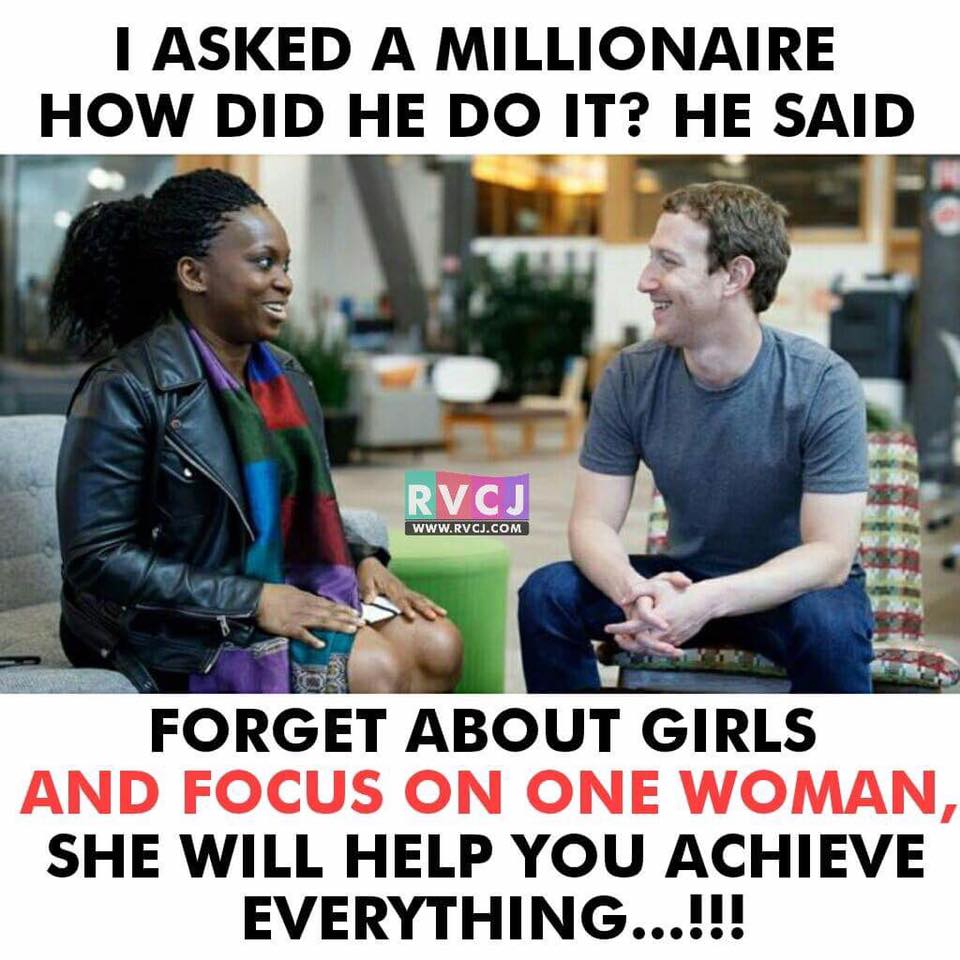 I ASKED A MILLIONAIRE
HOW DID HE DO IT? HE SAID
RVCJ
WWW.RVCJ.COM
FORGET ABOUT GIRLS
AND FOCUS ON ONE WOMAN,
SHE WILL HELP YOU ACHIEVE
EVERYTHING...!!!